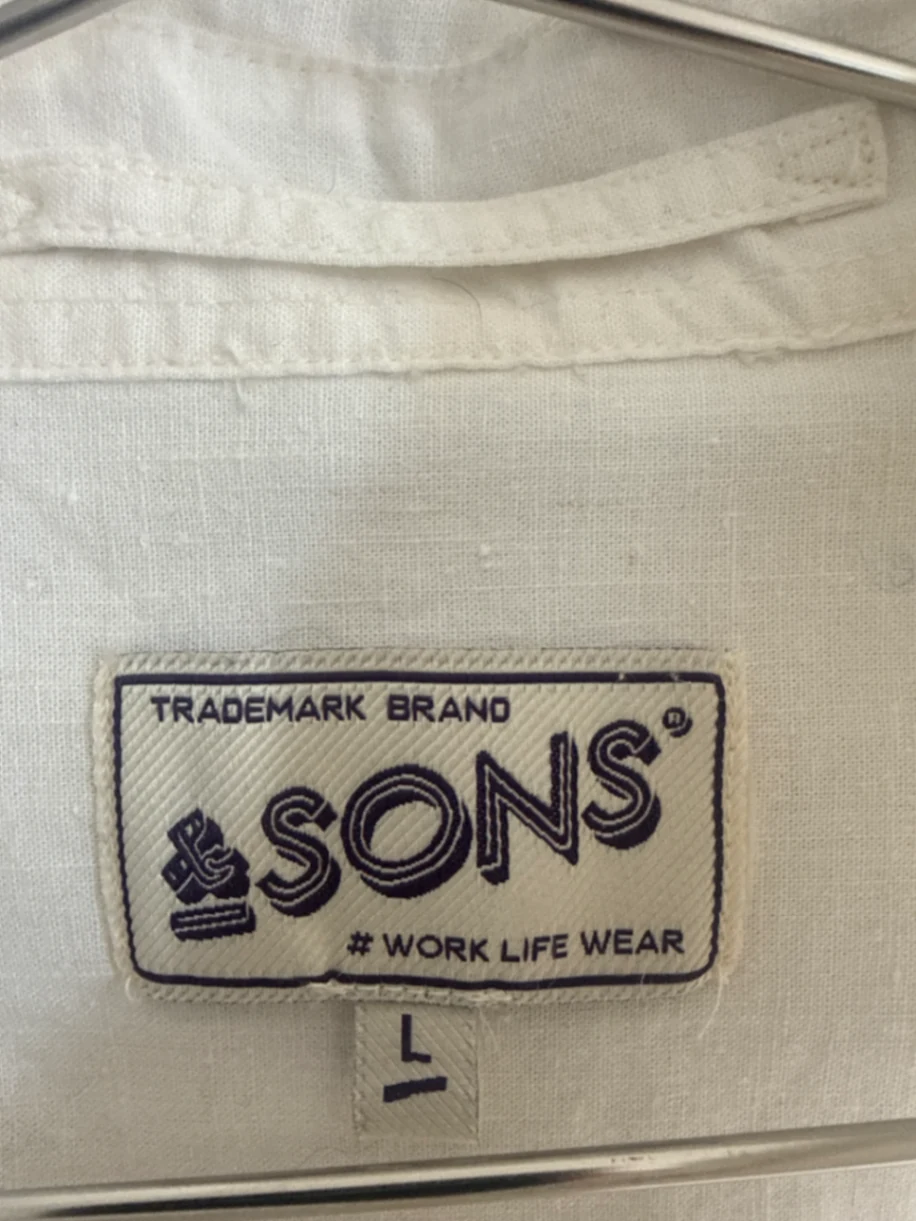 TRADEMARK BRAND
&SONS®
# WORK LIFE WEAR
L